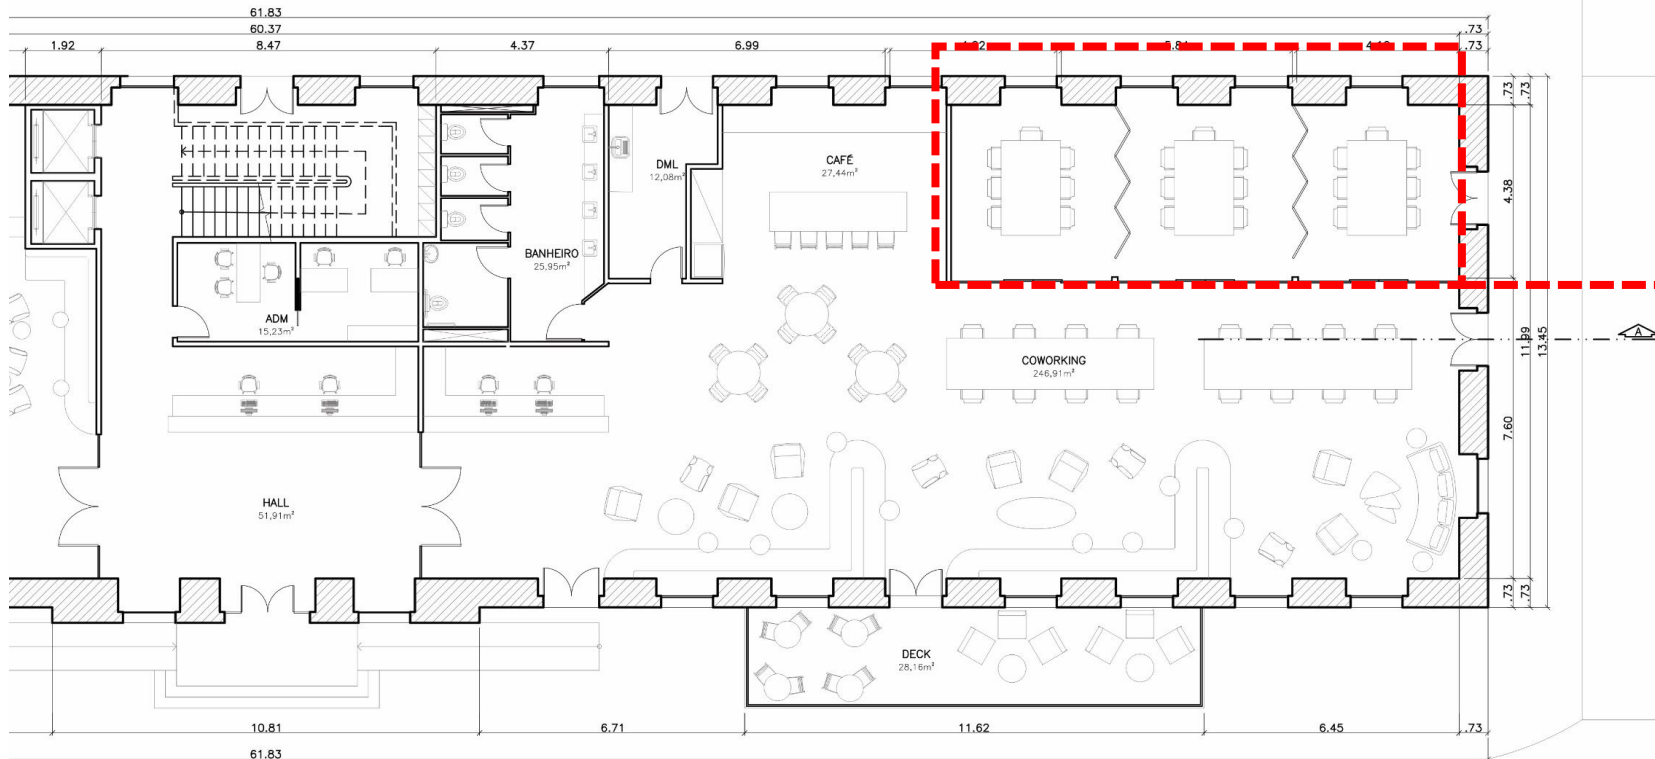 61.83
60.37
.73
1.92
8.47
4.37
6.99
.73
.73
.73
DML
12,08m²
CAFÉ
27,44m²
4.38
BANHEIRO
25,95m²
ADM
15,23m²
COWORKING
246,91m²
A
11.99
13.45
7.60
HALL
51,91m²
.73
.73
DECK
28,16m²
10.81
6.71
11.62
6.45
.73
61.83